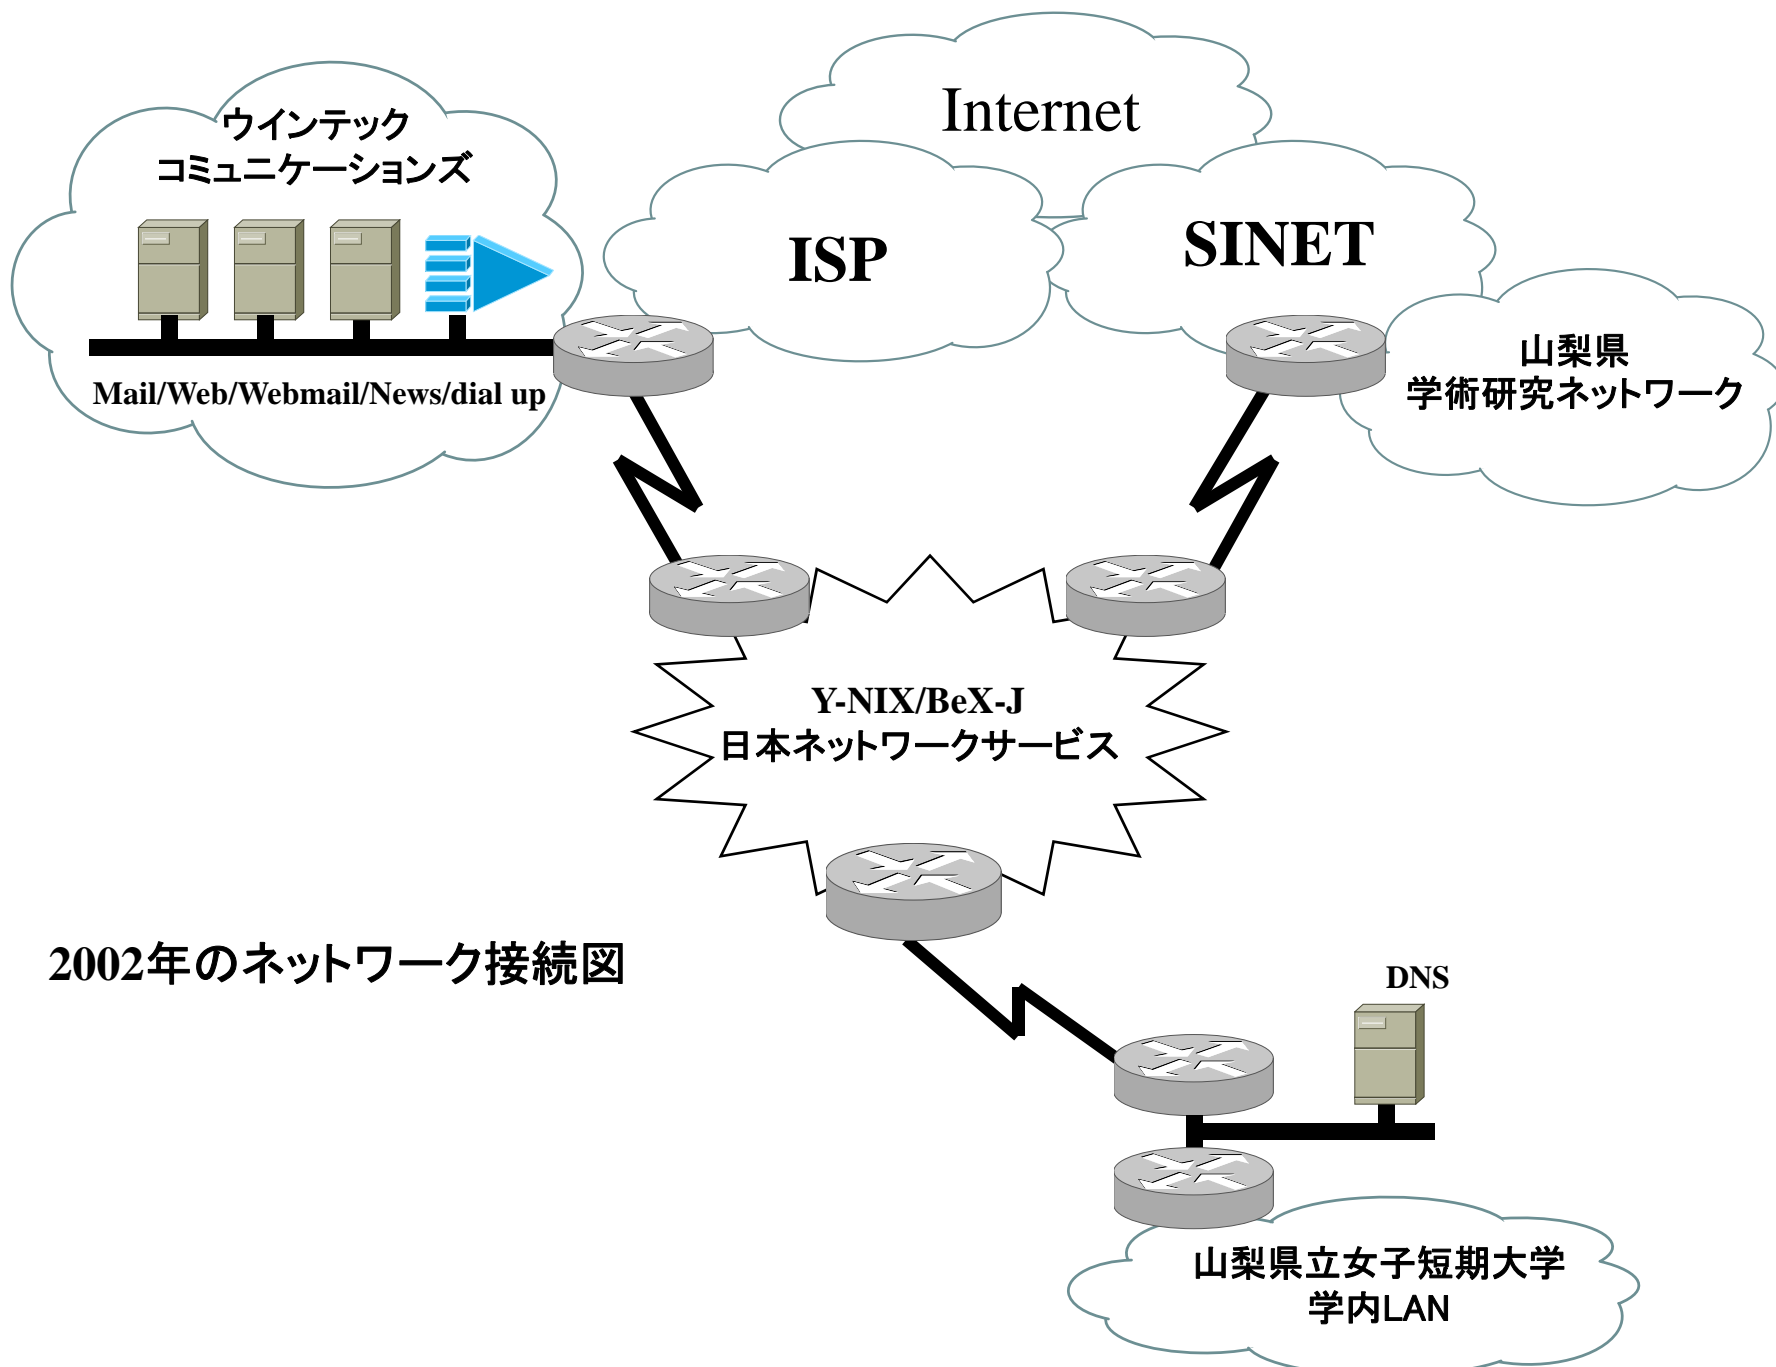 Internet
ウインテック
コミュニケーションズ
ISP
SINET
山梨県
学術研究ネットワーク
Mail/Web/Webmail/News/dial up
Y-NIX/BeX-J
日本ネットワークサービス
2002年のネットワーク接続図
DNS
山梨県立女子短期大学
学内LAN